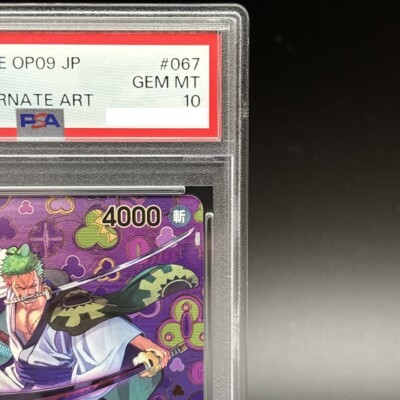 E OP09 JP #067
GEM MT
RNATE ART 10
PSA
4000 斬